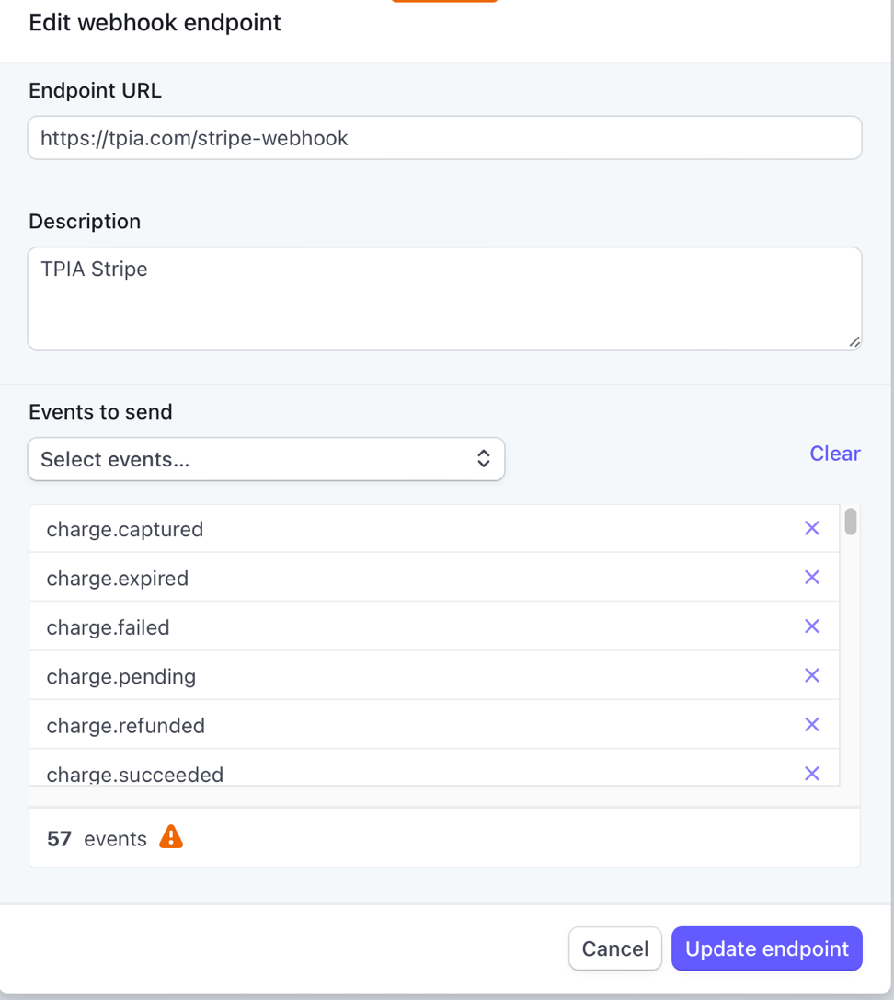 Edit webhook endpoint
Endpoint URL
https://tpia.com/stripe-webhook
Description
TPIA Stripe
Events to send
Select events...
Clear
charge.captured
charge.expired
charge.failed
charge.pending
charge.refunded
charge.succeeded
57 events
Cancel
Update endpoint